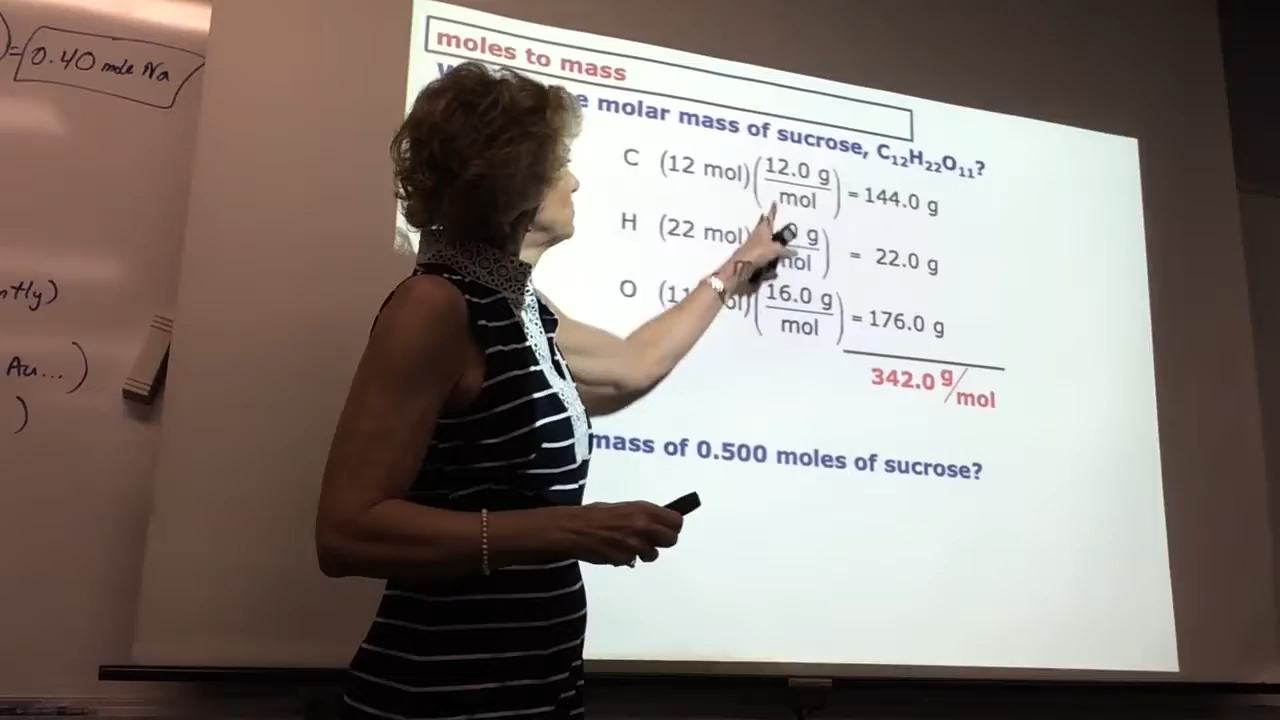 = 0.40 mole Na
Au...)
)
moles to mass
molar mass of sucrose, C₁₂H₂₂O₁₁?
C (12 mol)(12.0 g/mol) = 144.0 g
H (22 mol) 0 g/mol) = 22.0 g
O (16.0 g/mol) = 176.0 g
342.0 g/mol
mass of 0.500 moles of sucrose?